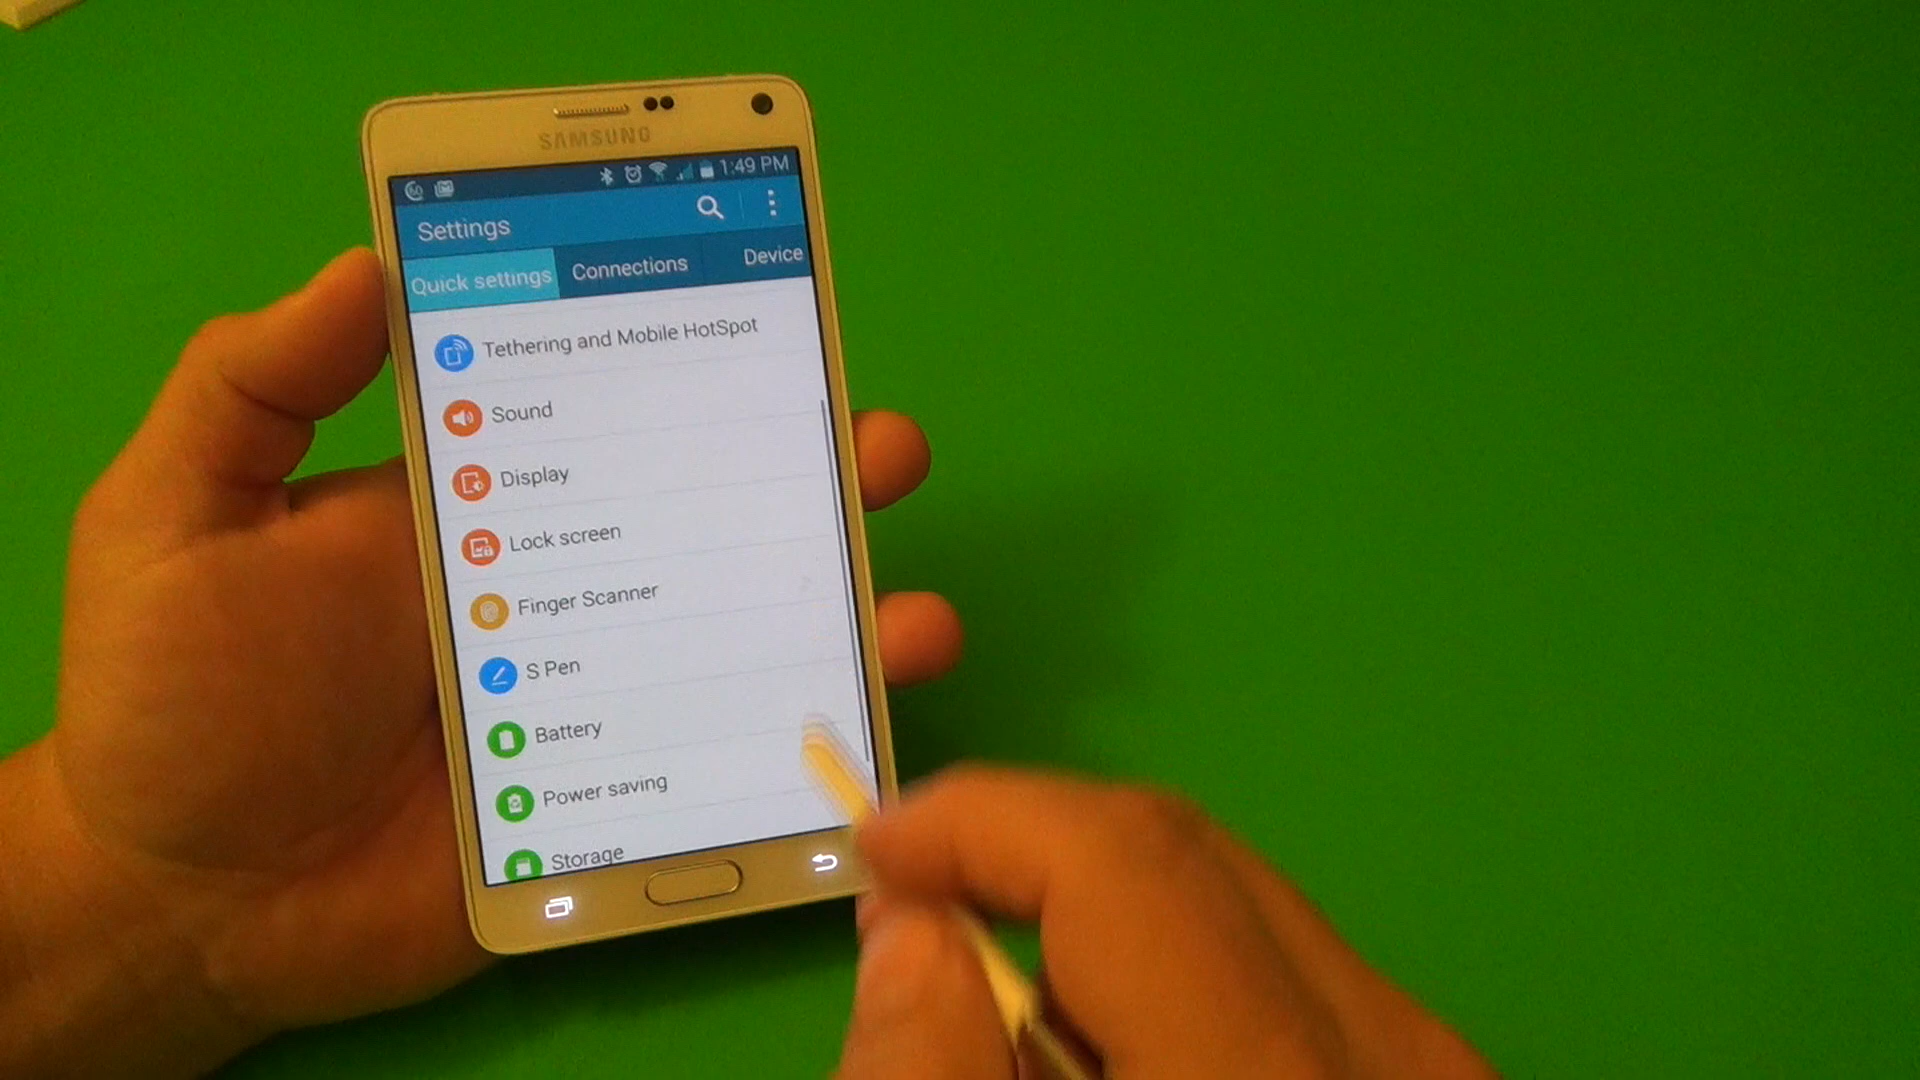 SAMSUNG
1:49 PM
Settings
Quick settings Connections Device
Tethering and Mobile HotSpot
Sound
Display
Lock screen
Finger Scanner
S Pen
Battery
Power saving
Storage